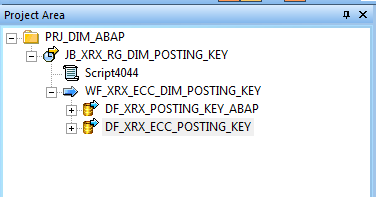 Project Area
PRJ_DIM_ABAP
JB_XRX_RG_DIM_POSTING_KEY
Script4044
WF_XRX_ECC_DIM_POSTING_KEY
DF_XRX_POSTING_KEY_ABAP
DF_XRX_ECC_POSTING_KEY